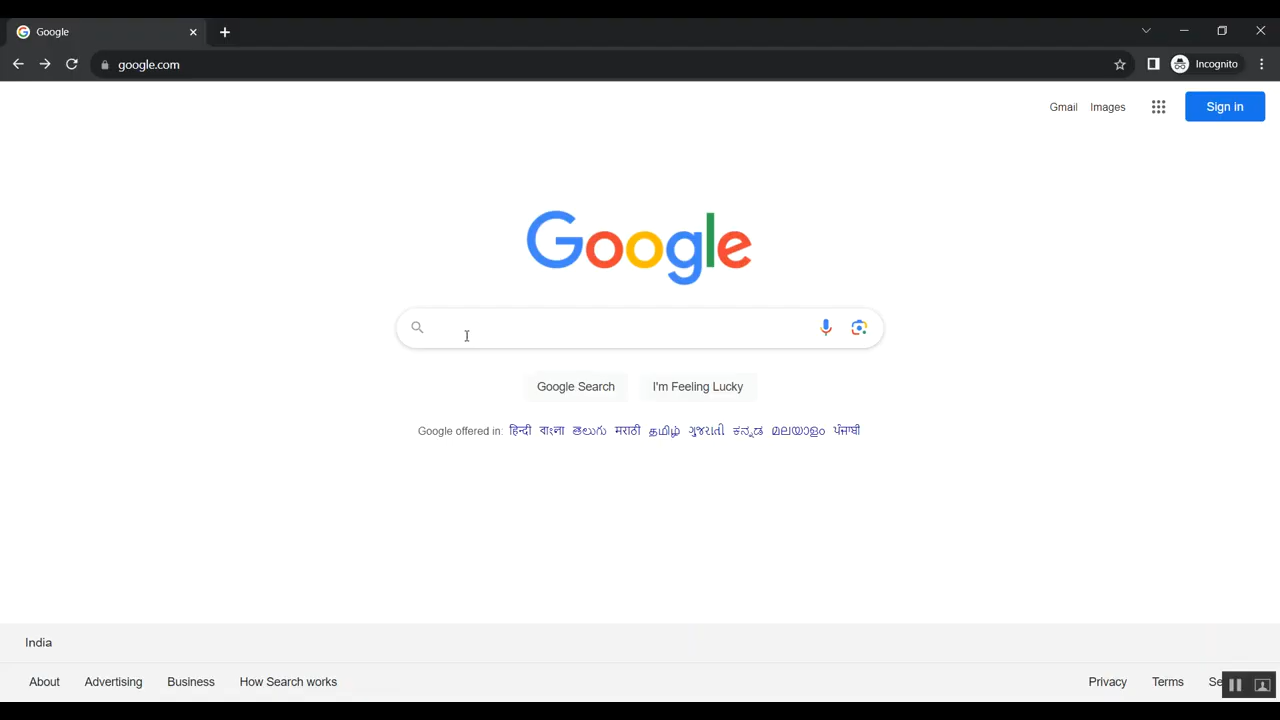 Google
google.com
Incognito
Gmail Images
Sign in
Google
Google Search I'm Feeling Lucky
Google offered in: हिन्दी বাংলা తెలుగు मराठी தமிழ் ગુજરાતી ಕನ್ನಡ മലയാളം ਪੰਜਾਬੀ
India
About Advertising Business How Search works Privacy Terms Se